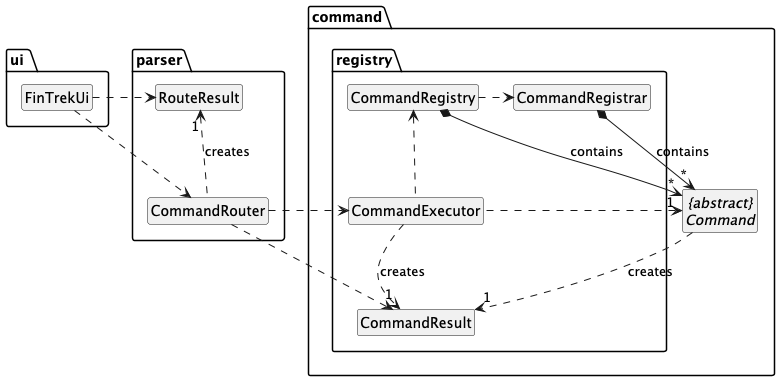 command
ui
parser
registry
FinTrekUi
RouteResult
CommandRegistry
CommandRegistrar
1
creates
contains
contains
*
*
CommandRouter
CommandExecutor
1
{abstract}
Command
creates
creates
1
1
CommandResult